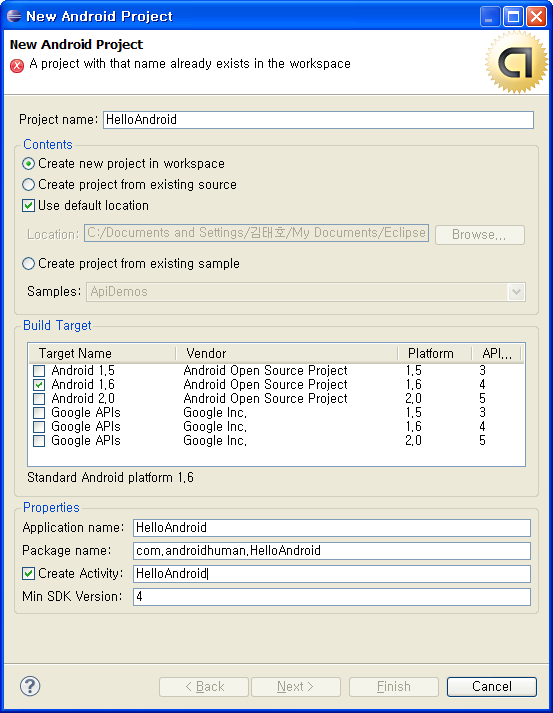 New Android Project
New Android Project
A project with that name already exists in the workspace
Project name: HelloAndroid
Contents
Create new project in workspace
Create project from existing source
Use default location
Location: C:/Documents and Settings/김태호/My Documents/Eclipse Browse...
Create project from existing sample
Samples: ApiDemos
Build Target
Target Name Vendor Platform API...
Android 1.5 Android Open Source Project 1.5 3
Android 1.6 Android Open Source Project 1.6 4
Android 2.0 Android Open Source Project 2.0 5
Google APIs Google Inc. 1.5 3
Google APIs Google Inc. 1.6 4
Google APIs Google Inc. 2.0 5
Standard Android platform 1.6
Properties
Application name: HelloAndroid
Package name: com.androidhuman.HelloAndroid
Create Activity: HelloAndroid
Min SDK Version: 4
? < Back Next > Finish Cancel